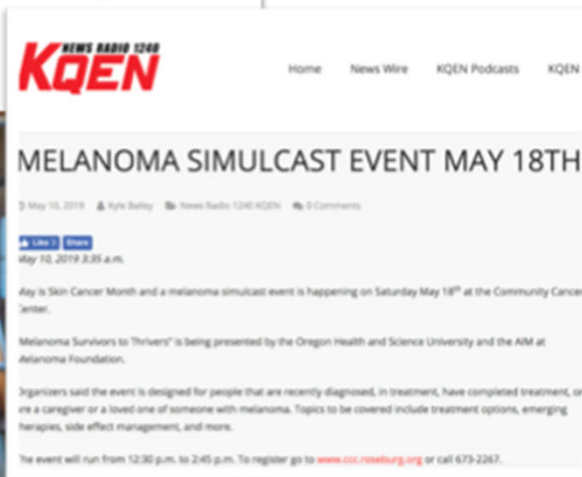 NEWS RADIO 1240
KQEN
Home News Wire KQEN Podcasts KQEN
MELANOMA SIMULCAST EVENT MAY 18TH
May 10, 2019 Kyle Bailey News Radio 1240 KQEN 0 Comments
Like Share
May 10, 2019 3:35 a.m.
May is Skin Cancer Month and a melanoma simulcast event is happening on Saturday May 18th at the Community Cancer
Center.
Melanoma Survivors to Thrivers” is being presented by the Oregon Health and Science University and the AIM at
Melanoma Foundation.
Organizers said the event is designed for people that are recently diagnosed, in treatment, have completed treatment, or
are a caregiver or a loved one of someone with melanoma. Topics to be covered include treatment options, emerging
therapies, side effect management, and more.
The event will run from 12:30 p.m. to 2:45 p.m. To register go to www.ccc.roseburg.org or call 673-2267.